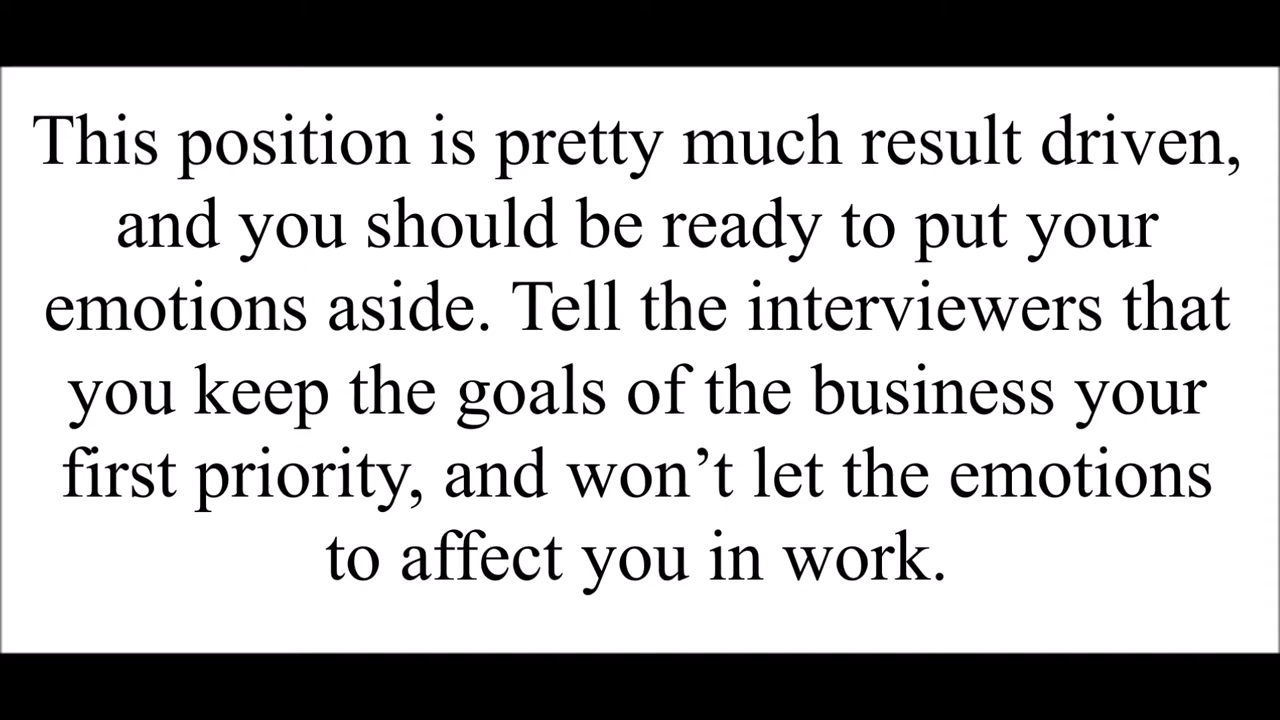 This position is pretty much result driven,
and you should be ready to put your
emotions aside. Tell the interviewers that
you keep the goals of the business your
first priority, and won’t let the emotions
to affect you in work.